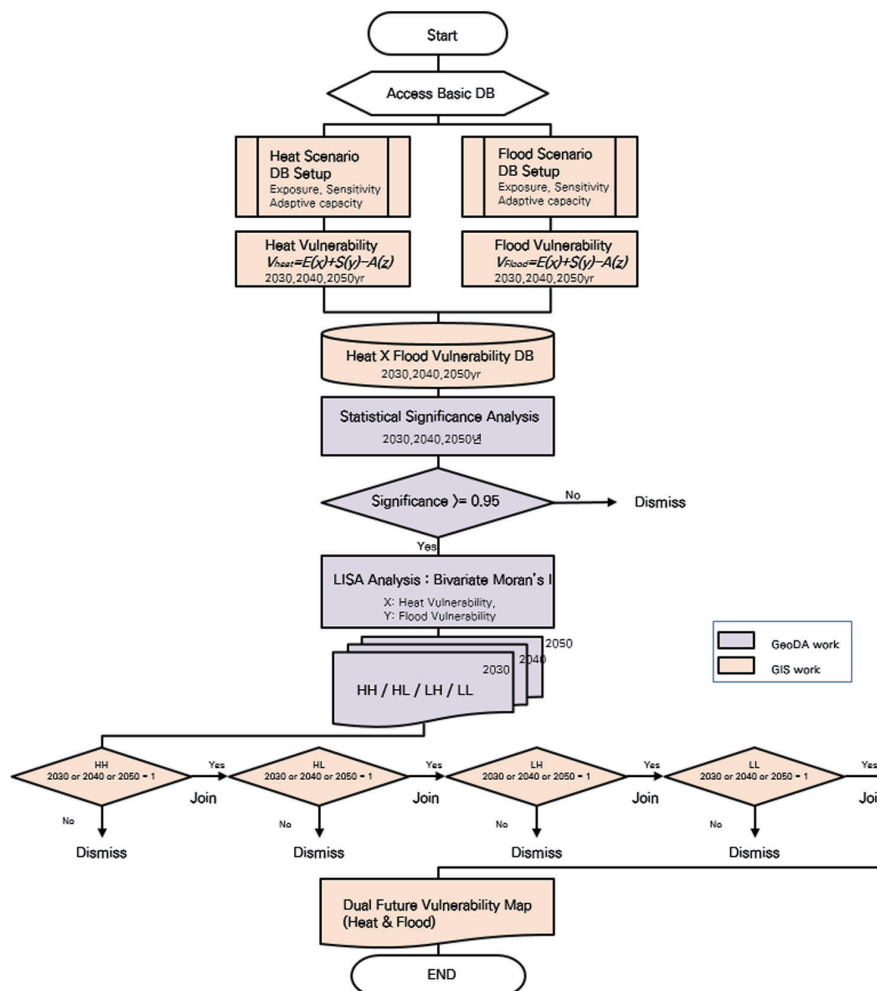 Start
Access Basic DB
Heat Scenario
DB Setup
Exposure, Sensitivity
Adaptive capacity
Flood Scenario
DB Setup
Exposure, Sensitivity
Adaptive capacity
Heat Vulnerability
Vheat=E(x)+S(y)-A(z)
2030,2040,2050yr
Flood Vulnerability
VFlood=E(x)+S(y)-A(z)
2030,2040,2050yr
Heat X Flood Vulnerability DB
2030,2040,2050yr
Statistical Significance Analysis
2030,2040,2050년
Significance >= 0.95
No
Dismiss
Yes
LISA Analysis : Bivariate Moran's I
X: Heat Vulnerability,
Y: Flood Vulnerability
2050
2040
2030
HH / HL / LH / LL
GeoDA work
GIS work
HH
2030 or 2040 or 2050 = 1
Yes
Join
No
Dismiss
HL
2030 or 2040 or 2050 = 1
Yes
Join
No
Dismiss
LH
2030 or 2040 or 2050 = 1
Yes
Join
No
Dismiss
LL
2030 or 2040 or 2050 = 1
Yes
Joi
No
Dismiss
Dual Future Vulnerability Map
(Heat & Flood)
END